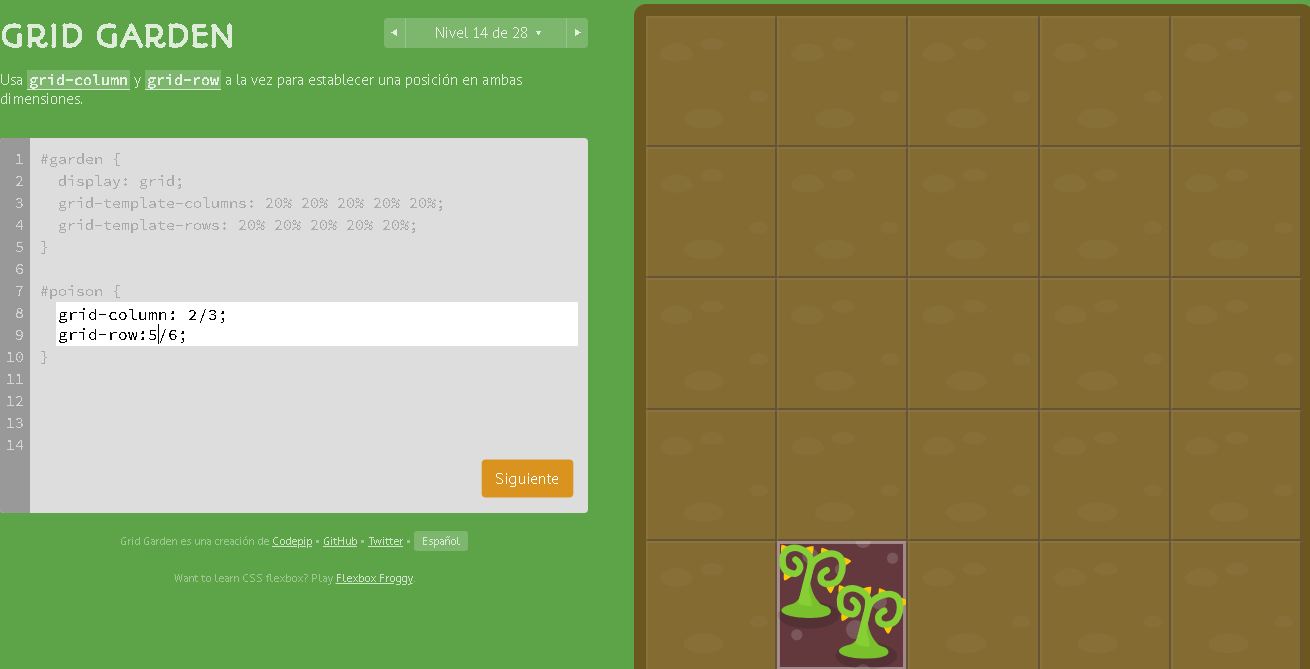 GRID GARDEN
◄ Nivel 14 de 28 ▾ ►
Usa grid-column y grid-row a la vez para establecer una posición en ambas
dimensiones.
1 #garden {
2 display: grid;
3 grid-template-columns: 20% 20% 20% 20% 20%;
4 grid-template-rows: 20% 20% 20% 20% 20%;
5 }
6
7 #poison {
8 grid-column: 2/3;
9 grid-row:5/6;
10 }
11
12
13
14
Siguiente
Grid Garden es una creación de Codepip • GitHub • Twitter • Español
Want to learn CSS flexbox? Play Flexbox Froggy.